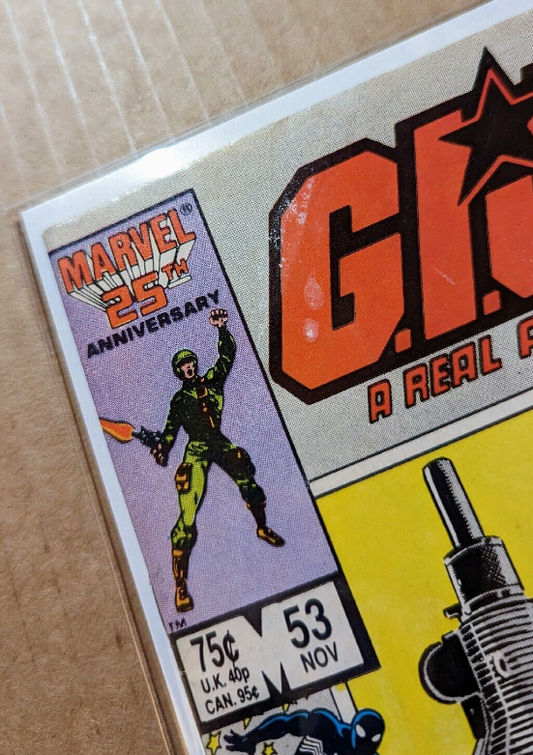 MARVEL®
25TH
ANNIVERSARY
G.I.
A REAL
TM
75¢
U.K. 40p
CAN. 95¢
53
NOV